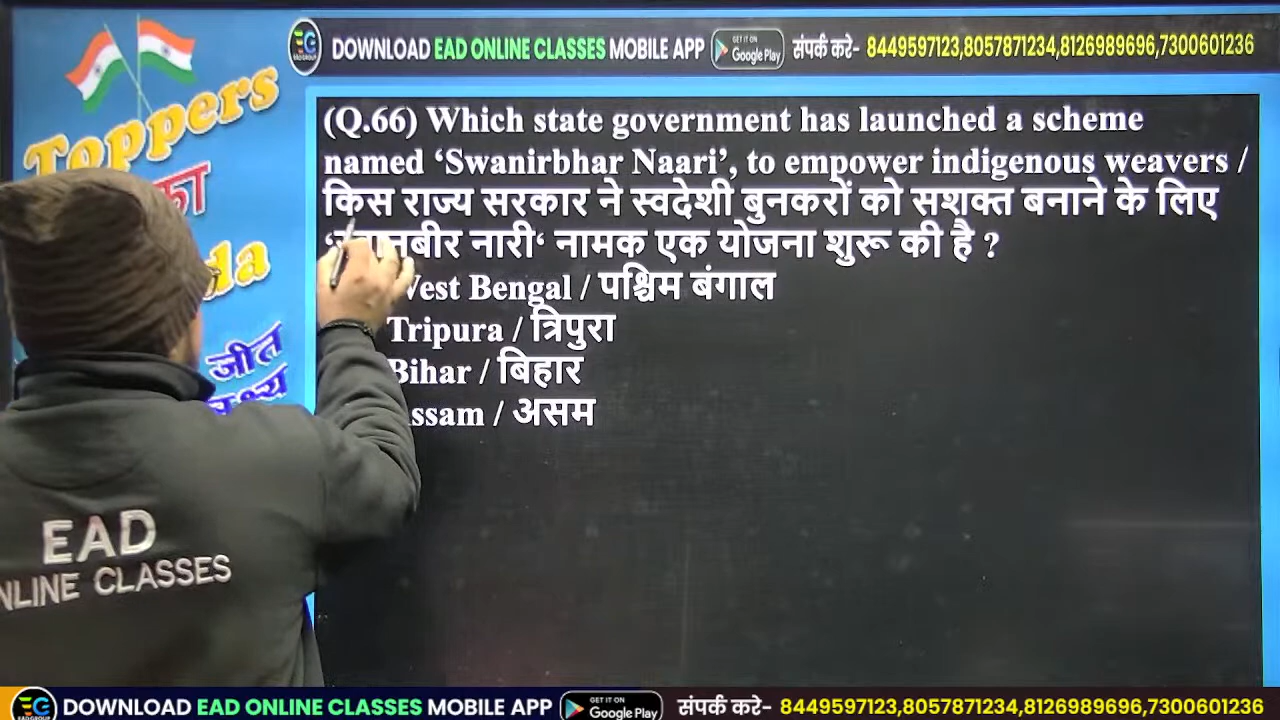 DOWNLOAD EAD ONLINE CLASSES MOBILE APP GET IT ON Google Play संपर्क करे- 8449597123,8057871234,8126989696,7300601236
Toppers
का
जीत
(Q.66) Which state government has launched a scheme
named ‘Swanirbhar Naari’, to empower indigenous weavers /
किस राज्य सरकार ने स्वदेशी बुनकरों को सशक्त बनाने के लिए
नारी‘ नामक एक योजना शुरू की है ?
West Bengal / पश्चिम बंगाल
Tripura / त्रिपुरा
Bihar / बिहार
Assam / असम
EAD
ONLINE CLASSES
DOWNLOAD EAD ONLINE CLASSES MOBILE APP GET IT ON Google Play संपर्क करे- 8449597123,8057871234,8126989696,7300601236